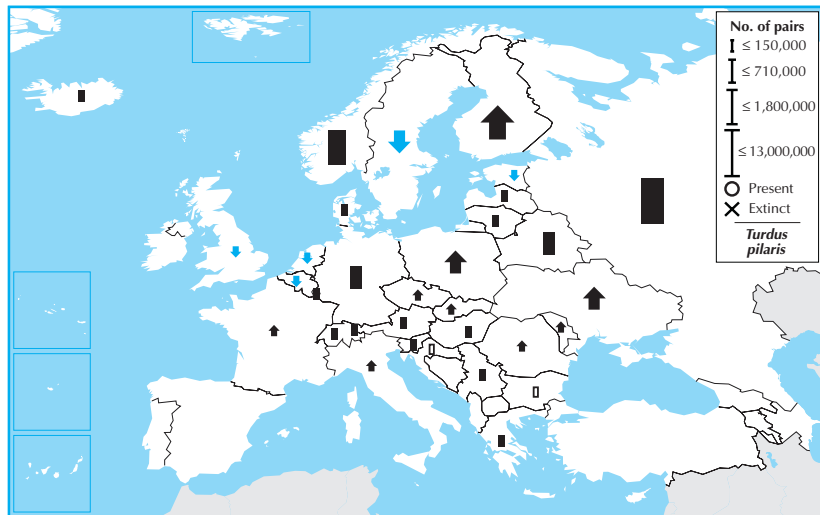 No. of pairs
≤ 150,000
≤ 710,000
≤ 1,800,000
≤ 13,000,000
Present
Extinct
Turdus
pilaris